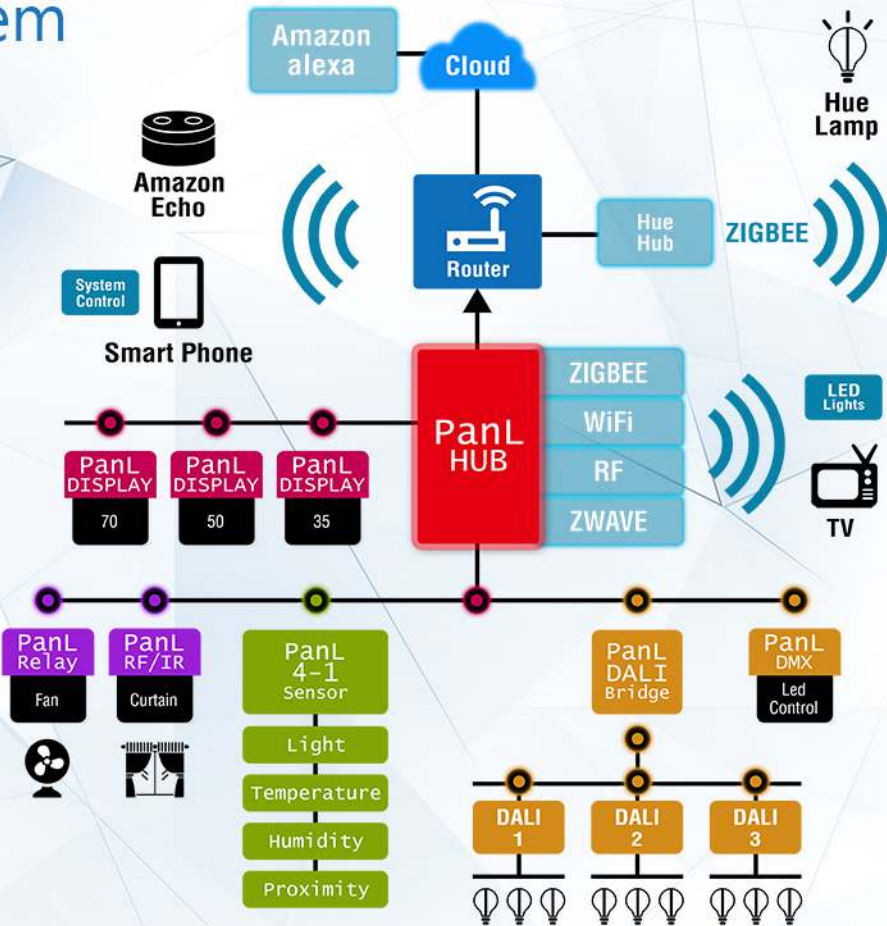 em
Amazon
alexa
Cloud
Hue
Lamp
Amazon
Echo
Router
Hue
Hub
ZIGBEE
System
Control
Smart Phone
PanL
HUB
ZIGBEE
WiFi
RF
ZWAVE
LED
Lights
TV
PanL
DISPLAY
70
PanL
DISPLAY
50
PanL
DISPLAY
35
PanL
Relay
Fan
PanL
RF/IR
Curtain
PanL
4-1
Sensor
Light
Temperature
Humidity
Proximity
PanL
DALI
Bridge
PanL
DMX
Led
Control
DALI
1
DALI
2
DALI
3